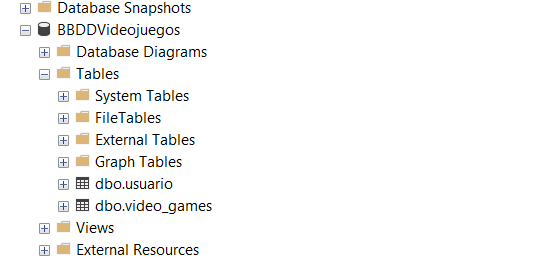 Database Snapshots
BBDDVideojuegos
Database Diagrams
Tables
System Tables
FileTables
External Tables
Graph Tables
dbo.usuario
dbo.video_games
Views
External Resources